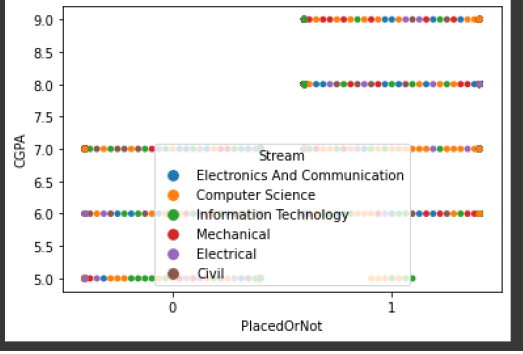 9.0
8.5
8.0
7.5
7.0
6.5
6.0
5.5
5.0
CGPA
Stream
Electronics And Communication
Computer Science
Information Technology
Mechanical
Electrical
Civil
0 1
PlacedOrNot